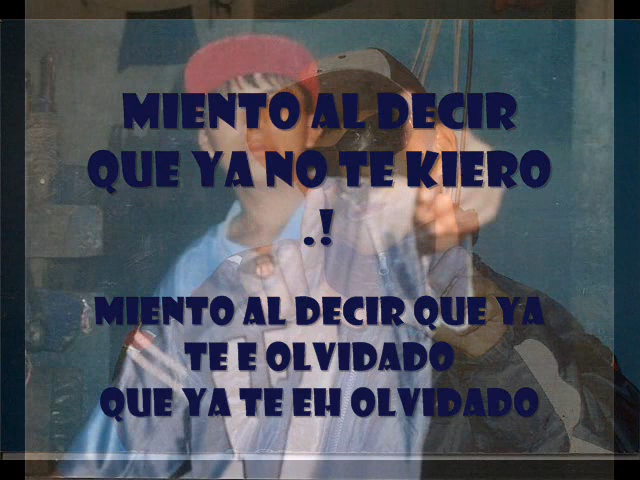 MIENTO AL DECIR
QUE YA NO TE KIERO
.!
MIENTO AL DECIR QUE YA
TE E OLVIDADO
QUE YA TE EH OLVIDADO